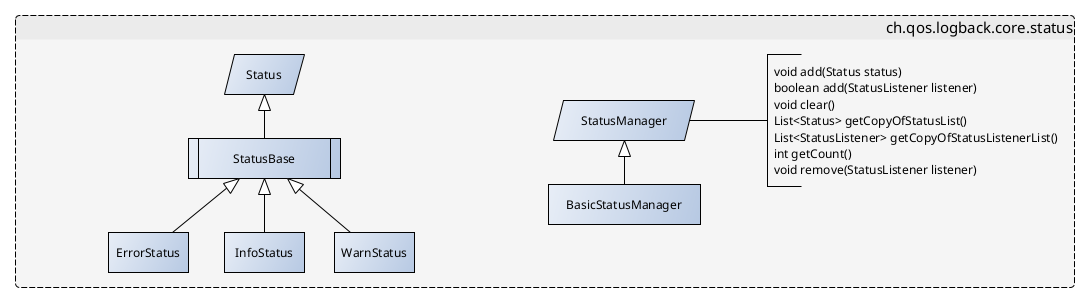 ch.qos.logback.core.status
Status
StatusBase
ErrorStatus
InfoStatus
WarnStatus
StatusManager
BasicStatusManager
void add(Status status)
boolean add(StatusListener listener)
void clear()
List<Status> getCopyOfStatusList()
List<StatusListener> getCopyOfStatusListenerList()
int getCount()
void remove(StatusListener listener)